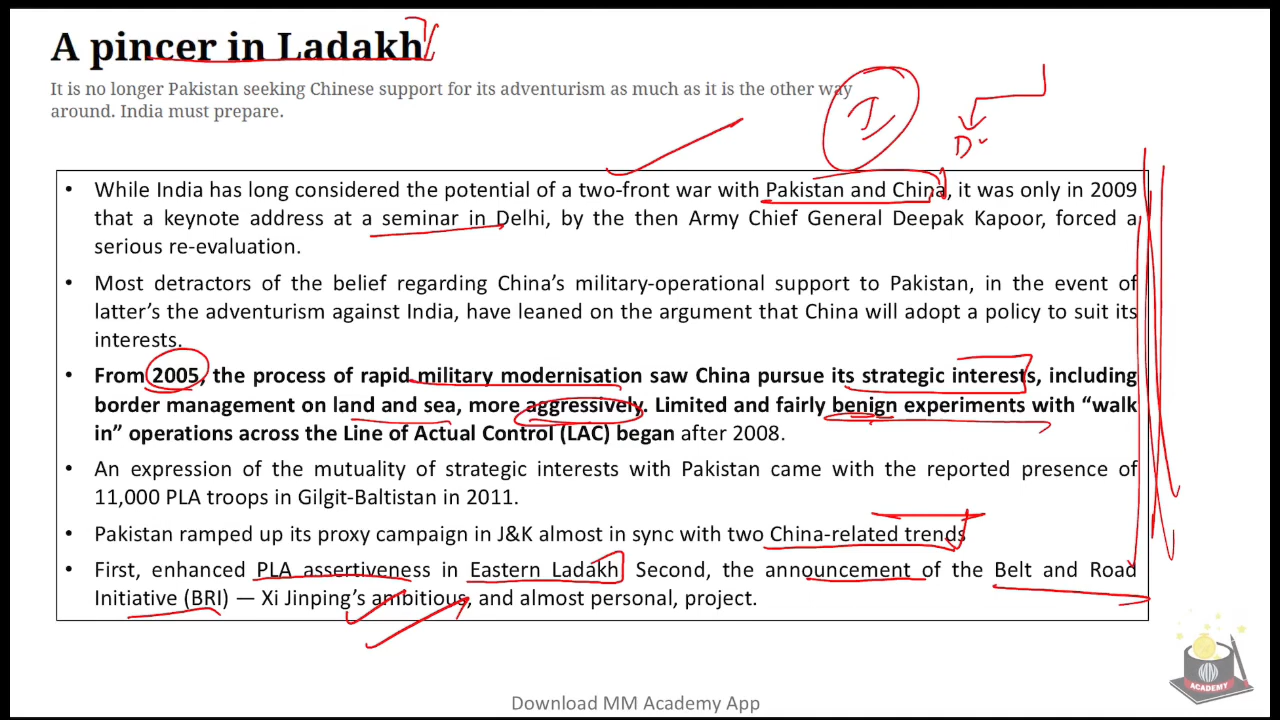 A pincer in Ladakh
It is no longer Pakistan seeking Chinese support for its adventurism as much as it is the other way
around. India must prepare.
I
D
• While India has long considered the potential of a two-front war with Pakistan and China, it was only in 2009
that a keynote address at a seminar in Delhi, by the then Army Chief General Deepak Kapoor, forced a
serious re-evaluation.
• Most detractors of the belief regarding China's military-operational support to Pakistan, in the event of
latter's the adventurism against India, have leaned on the argument that China will adopt a policy to suit its
interests.
• From 2005, the process of rapid military modernisation saw China pursue its strategic interests, including
border management on land and sea, more aggressively. Limited and fairly benign experiments with “walk
in” operations across the Line of Actual Control (LAC) began after 2008.
• An expression of the mutuality of strategic interests with Pakistan came with the reported presence of
11,000 PLA troops in Gilgit-Baltistan in 2011.
• Pakistan ramped up its proxy campaign in J&K almost in sync with two China-related trends
• First, enhanced PLA assertiveness in Eastern Ladakh Second, the announcement of the Belt and Road
Initiative (BRI) — Xi Jinping's ambitious, and almost personal, project.
ACADEMY
Download MM Academy App